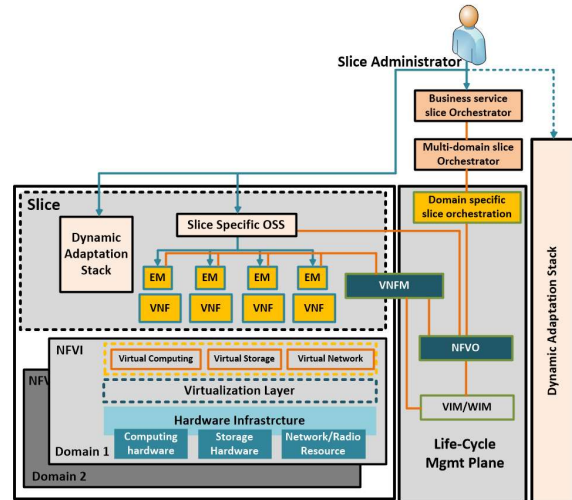 Slice Administrator
Business service
slice Orchestrator
Multi-domain slice
Orchestrator
Slice
Domain specific
slice orchestration
Dynamic
Adaptation
Stack
Slice Specific OSS
EM
EM
EM
EM
VNF
VNF
VNF
VNF
VNFM
NFVO
VIM/WIM
Life-Cycle
Mgmt Plane
Dynamic Adaptation Stack
NFVI
Virtual Computing
Virtual Storage
Virtual Network
Virtualization Layer
Hardware Infrastrcture
Computing
hardware
Storage
Hardware
Network/Radio
Resource
Domain 1
NFV
Domain 2